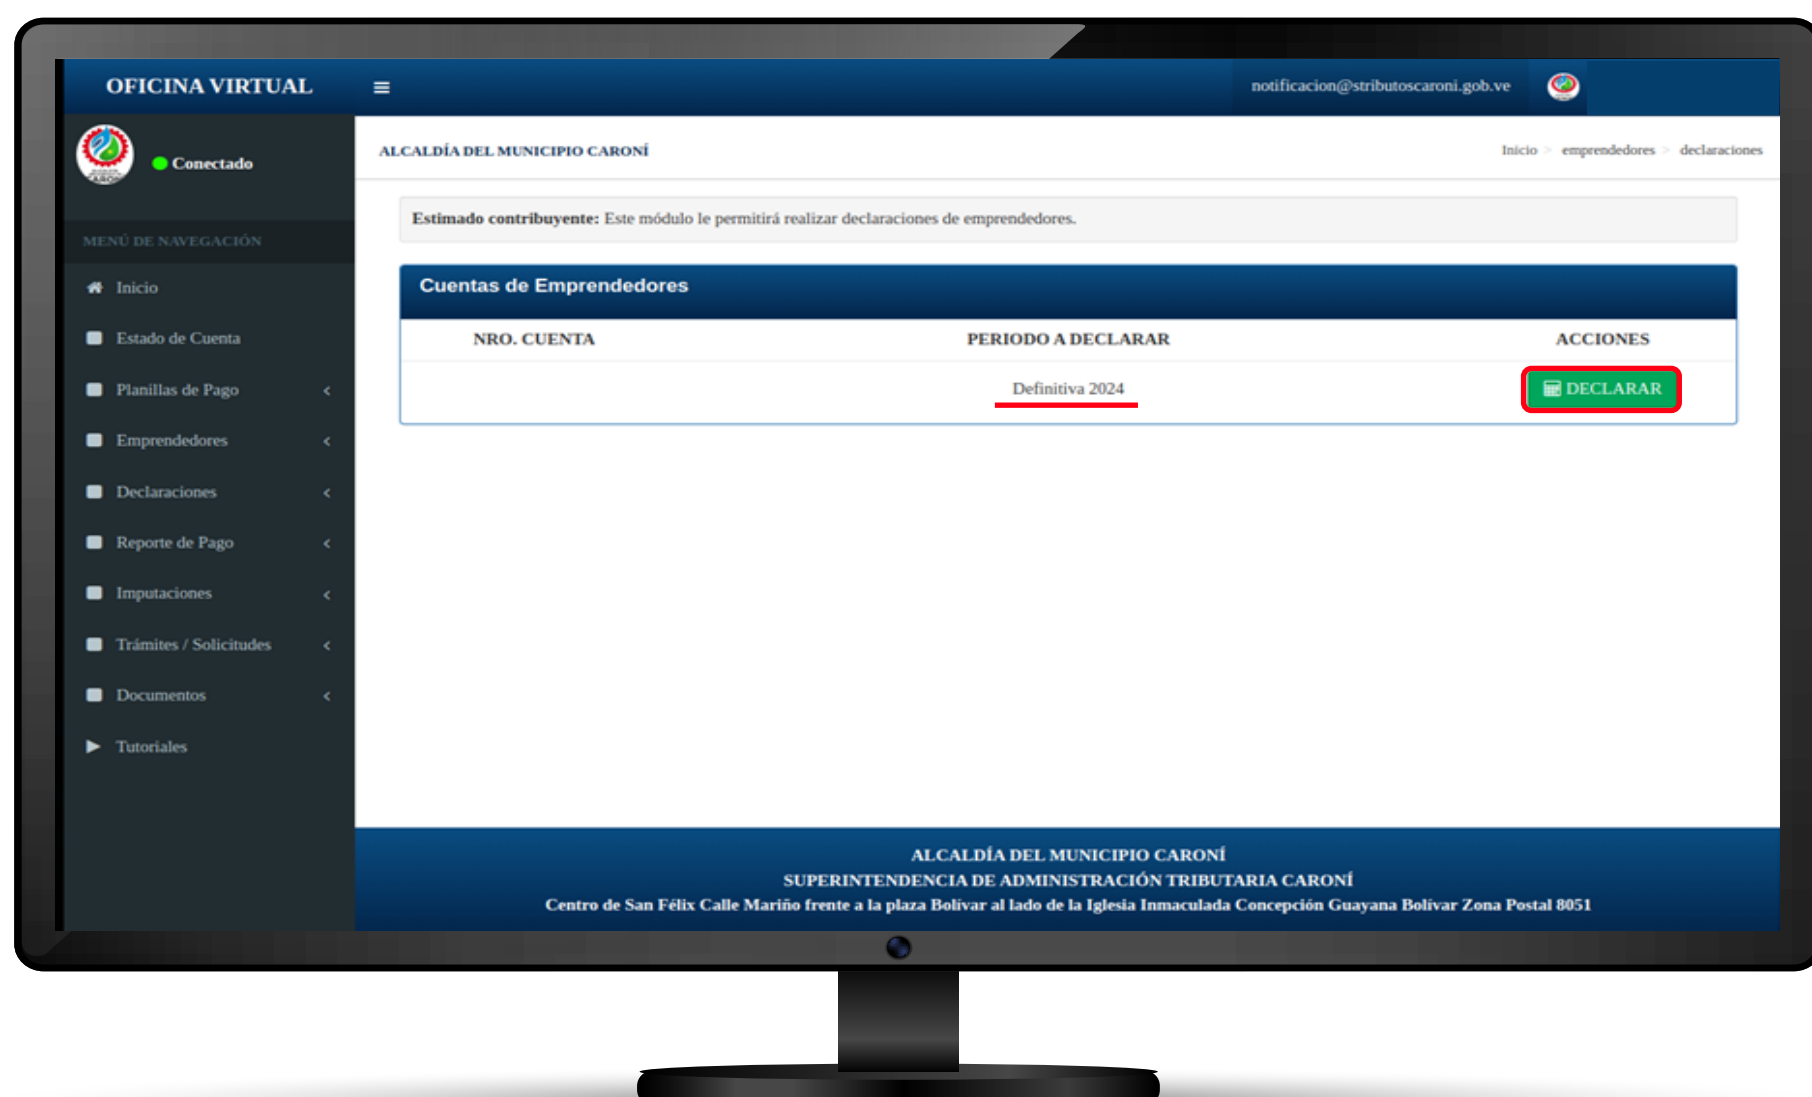 OFICINA VIRTUAL
notificacion@stributoscaroni.gob.ve
Conectado
ALCALDÍA DEL MUNICIPIO CARONÍ
Inicio > emprendedores > declaraciones
Estimado contribuyente: Este módulo le permitirá realizar declaraciones de emprendedores.
MENÚ DE NAVEGACIÓN
Inicio
Estado de Cuenta
Planillas de Pago
Emprendedores
Declaraciones
Reporte de Pago
Imputaciones
Trámites / Solicitudes
Documentos
Tutoriales
Cuentas de Emprendedores
NRO. CUENTA PERIODO A DECLARAR ACCIONES
Definitiva 2024 DECLARAR
ALCALDÍA DEL MUNICIPIO CARONÍ
SUPERINTENDENCIA DE ADMINISTRACIÓN TRIBUTARIA CARONÍ
Centro de San Félix Calle Mariño frente a la plaza Bolívar al lado de la Iglesia Inmaculada Concepción Guayana Bolívar Zona Postal 8051